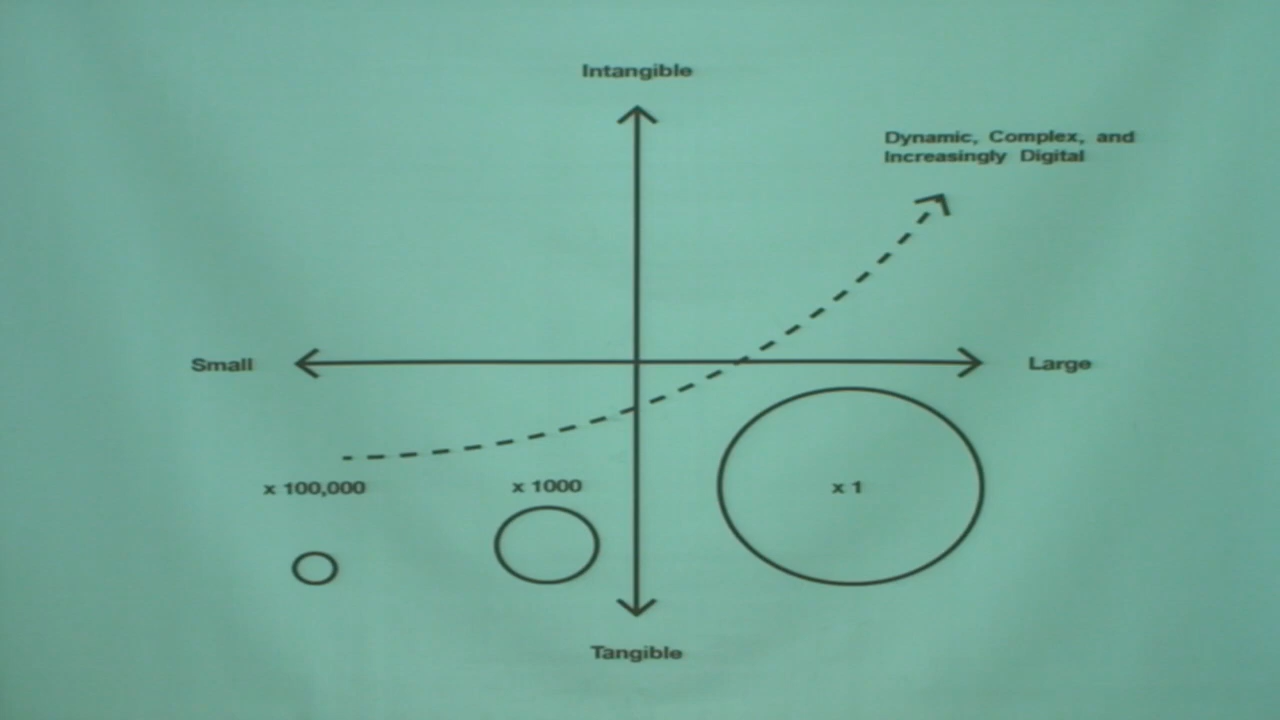 Intangible
Dynamic, Complex, and
Increasingly Digital
Small
Large
x 100,000
x 1000
x 1
Tangible